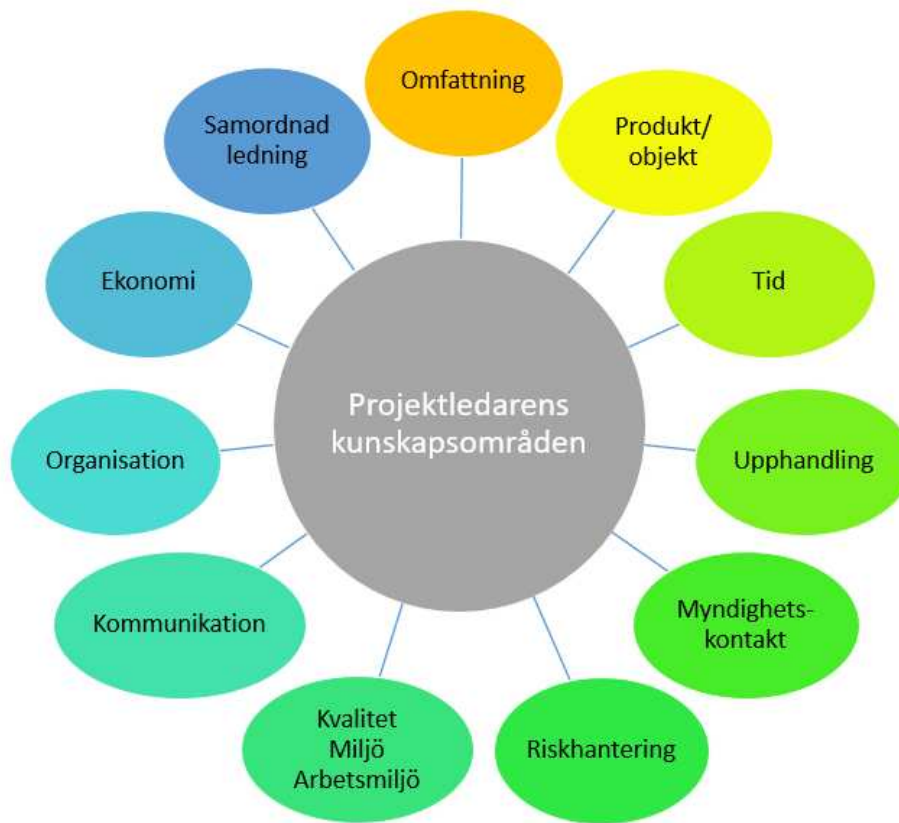 Omfattning
Produkt/
objekt
Tid
Upphandling
Myndighets-
kontakt
Riskhantering
Kvalitet
Miljö
Arbetsmiljö
Kommunikation
Organisation
Ekonomi
Samordnad
ledning
Projektledarens
kunskapsområden